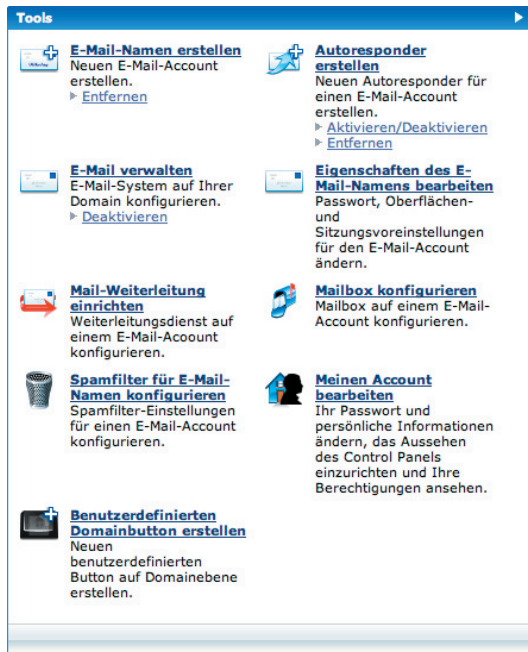 Tools
E-Mail-Namen erstellen
Neuen E-Mail-Account
erstellen.
Entfernen
Autoresponder
erstellen
Neuen Autoresponder für
einen E-Mail-Account
erstellen.
Aktivieren/Deaktivieren
Entfernen
E-Mail verwalten
E-Mail-System auf Ihrer
Domain konfigurieren.
Deaktivieren
Eigenschaften des E-
Mail-Namens bearbeiten
Passwort, Oberflächen-
und
Sitzungsvoreinstellungen
für den E-Mail-Account
ändern.
Mail-Weiterleitung
einrichten
Weiterleitungsdienst auf
einem E-Mail-Acoount
konfigurieren.
Mailbox konfigurieren
Mailbox auf einem E-Mail-
Account konfigurieren.
Spamfilter für E-Mail-
Namen konfigurieren
Spamfilter-Einstellungen
für einen E-Mail-Account
konfigurieren.
Meinen Account
bearbeiten
Ihr Passwort und
persönliche Informationen
ändern, das Aussehen
des Control Panels
einzurichten und Ihre
Berechtigungen ansehen.
Benutzerdefinierten
Domainbutton erstellen
Neuen
benutzerdefinierten
Button auf Domainebene
erstellen.